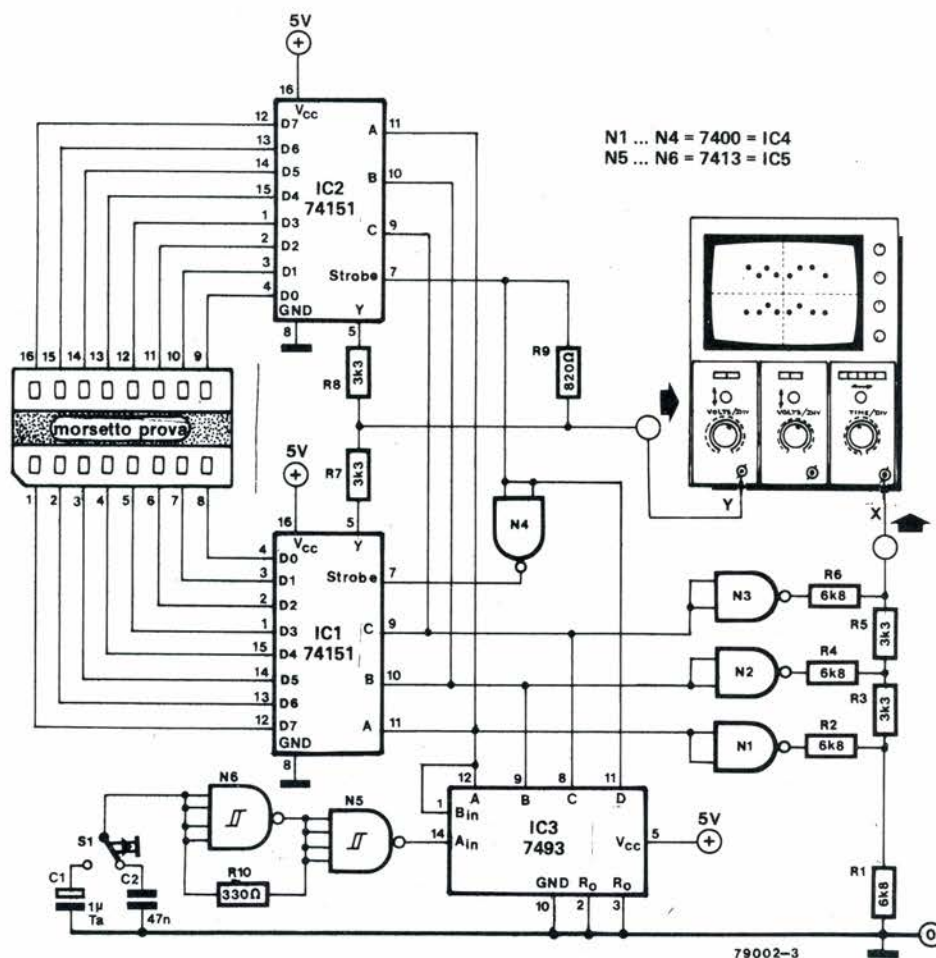 5V
16
Vcc
12 D7
13 D6
14 D5
15 D4
1 D3
2 D2
3 D1
4 D0
IC2
74151
A 11
B 10
C 9
Strobe 7
GND
8
Y
5
N1 ... N4 = 7400 = IC4
N5 ... N6 = 7413 = IC5
R8
3k3
R9
820Ω
16 15 14 13 12 11 10 9
morsetto prova
1 2 3 4 5 6 7 8
R7
3k3
VOLTS/DIV
VOLTS/DIV
TIME/DIV
Y
X
5V
16
Vcc
5
Y
4 D0
3 D1
2 D2
1 D3
15 D4
14 D5
13 D6
12 D7
IC1
74151
Strobe 7
C 9
B 10
A 11
GND
8
N4
N3
R6
6k8
R5
3k3
N2
R4
6k8
R3
3k3
N1
R2
6k8
R1
6k8
N6
N5
S1
C1
1µ
Ta
C2
47n
R10
330Ω
12 9 8 11
A B C D
1 Bin
14 Ain
IC3
7493
Vcc 5
5V
GND Ro Ro
10 2 3
0
79002-3